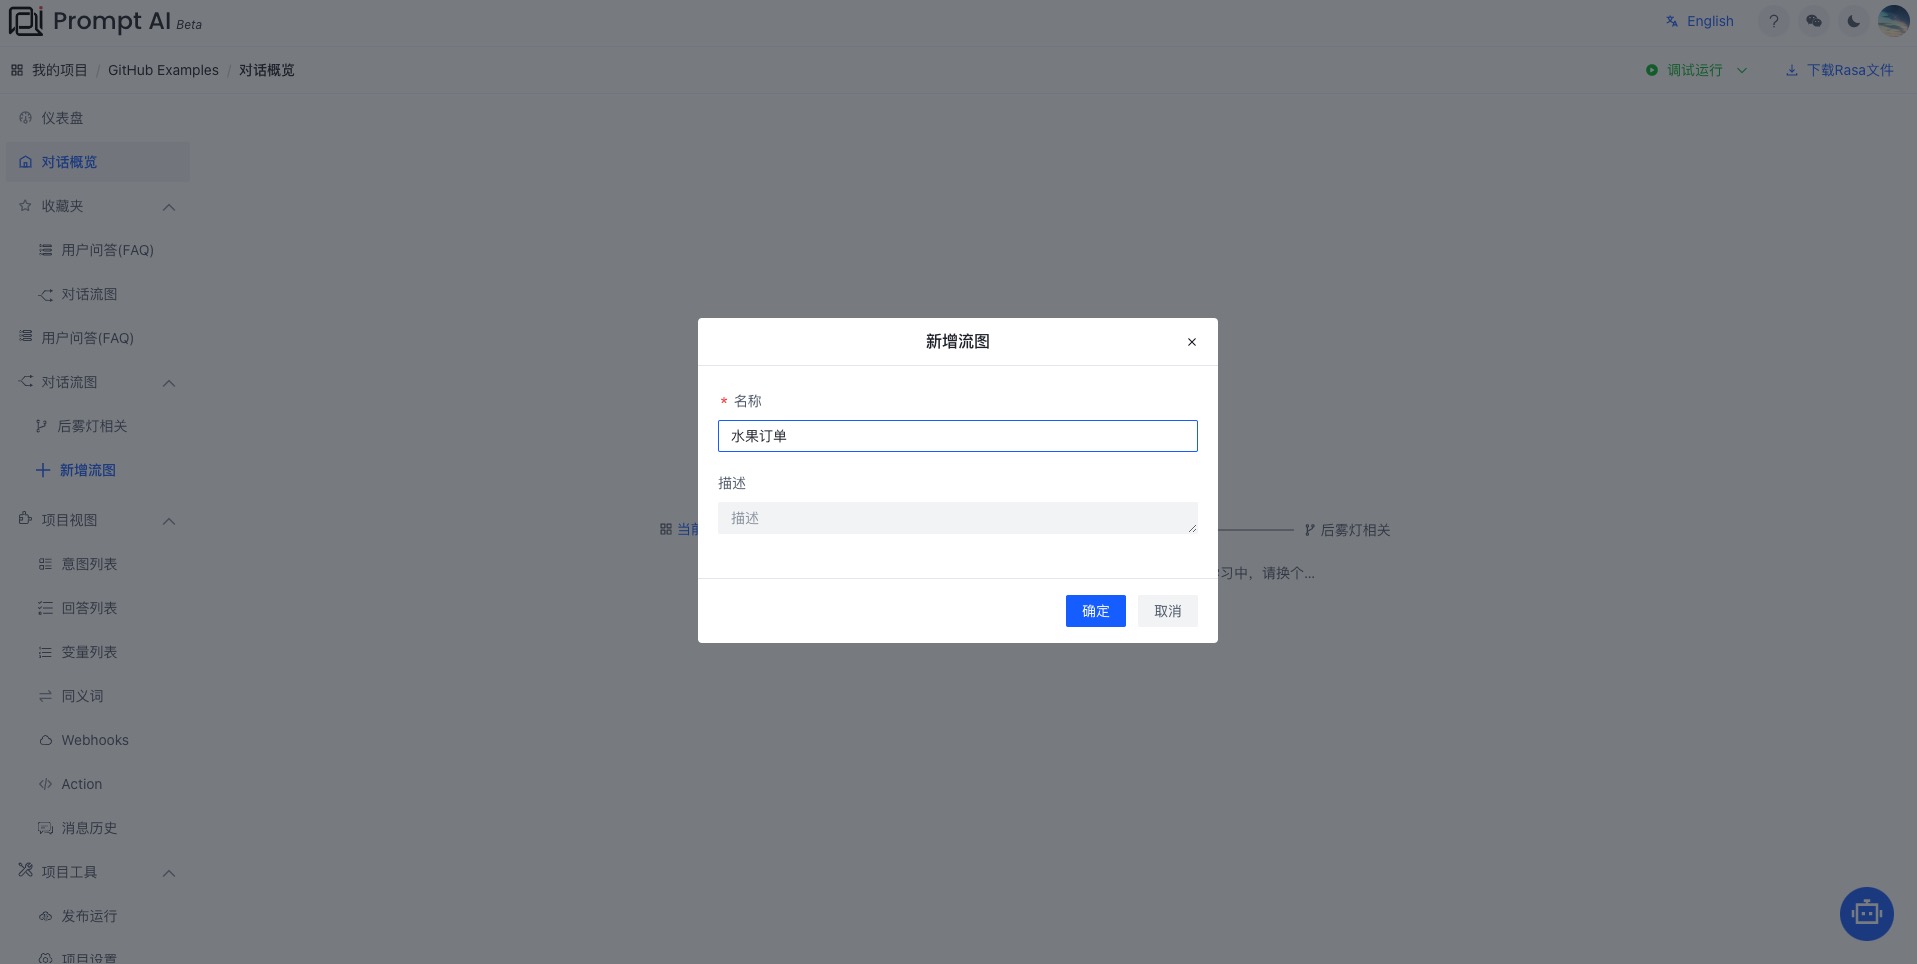 Prompt AI Beta
English
?
我的项目 / GitHub Examples / 对话概览
调试运行
下载Rasa文件
仪表盘
对话概览
收藏夹
用户问答(FAQ)
对话流图
用户问答(FAQ)
对话流图
后雾灯相关
新增流图
项目视图
意图列表
回答列表
变量列表
同义词
Webhooks
Action
消息历史
项目工具
发布运行
项目设置
新增流图
* 名称
水果订单
描述
描述
确定
取消
当前
后雾灯相关
习中，请换个...